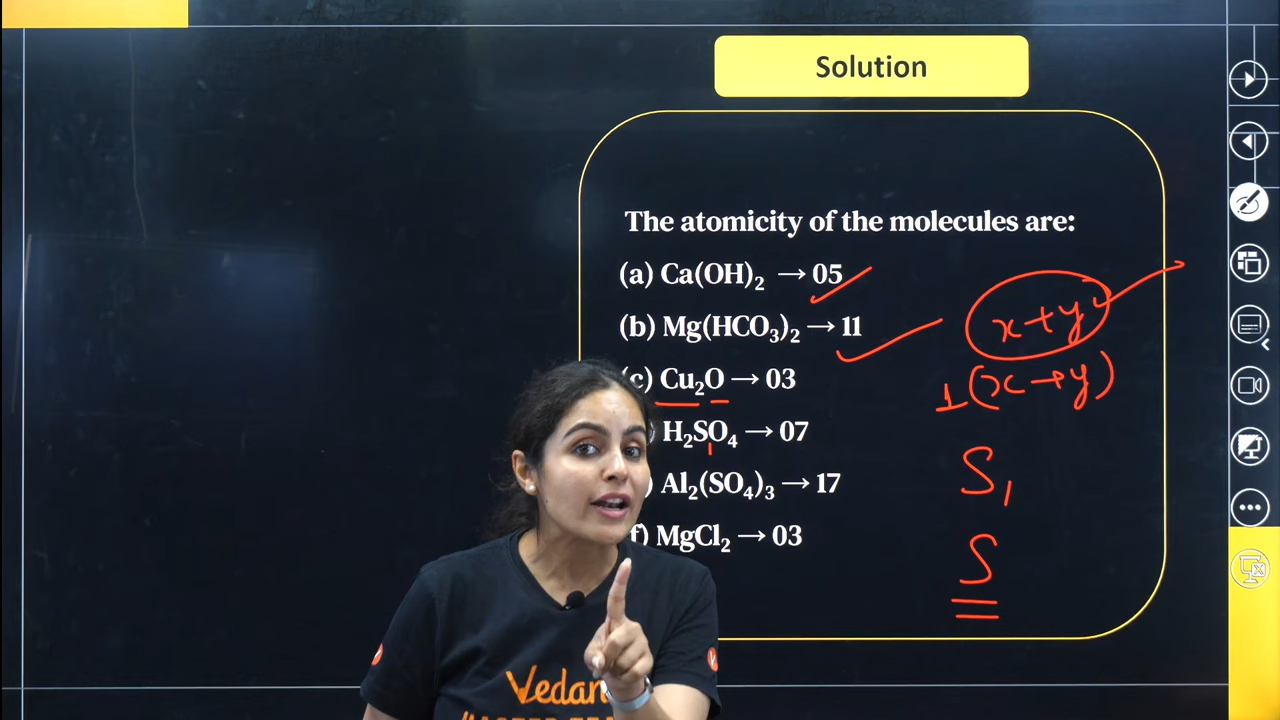 Solution
The atomicity of the molecules are:
(a) Ca(OH)₂ → 05
(b) Mg(HCO₃)₂ → 11
(c) Cu₂O → 03
H₂SO₄ → 07
) Al₂(SO₄)₃ → 17
f) MgCl₂ → 03
x+y
1(x→y)
S₁
S
Vedan